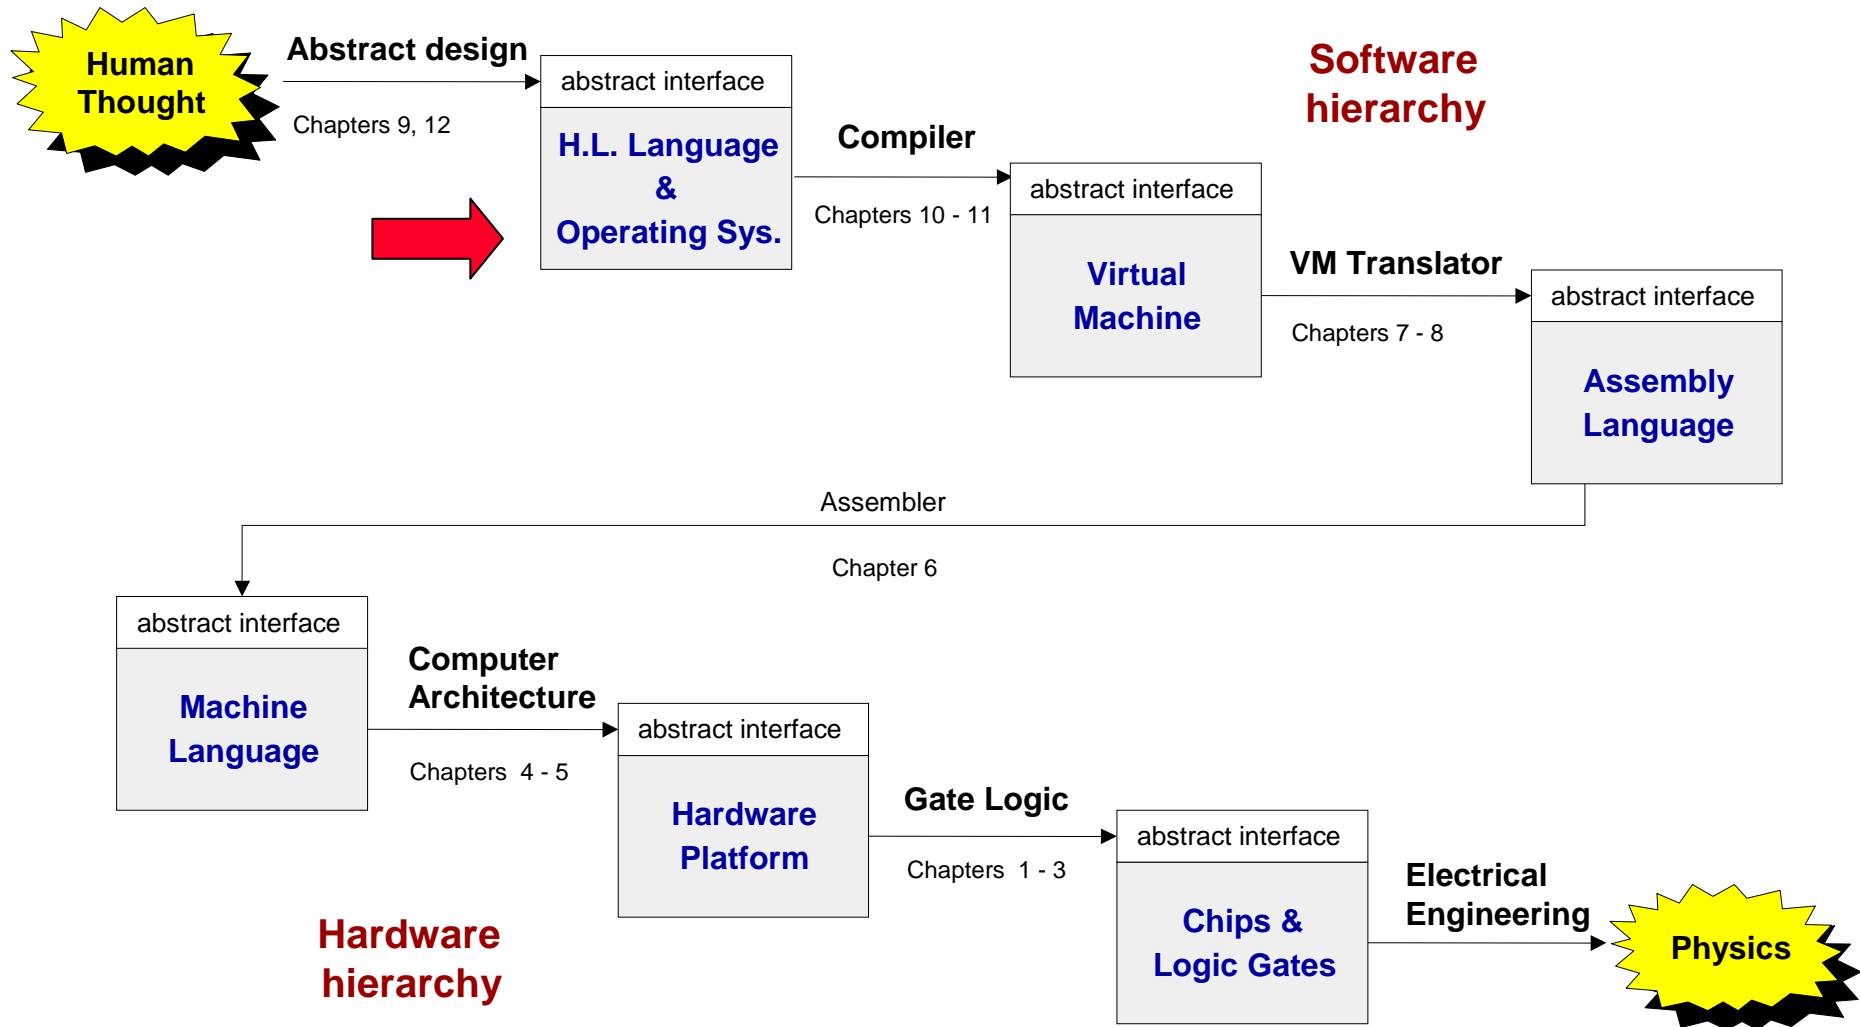 Human
Thought
Abstract design
Chapters 9, 12
abstract interface
H.L. Language
&
Operating Sys.
Software
hierarchy
Compiler
Chapters 10 - 11
abstract interface
Virtual
Machine
VM Translator
Chapters 7 - 8
abstract interface
Assembly
Language
Assembler
Chapter 6
abstract interface
Machine
Language
Computer
Architecture
Chapters 4 - 5
abstract interface
Hardware
Platform
Gate Logic
Chapters 1 - 3
abstract interface
Chips &
Logic Gates
Electrical
Engineering
Physics
Hardware
hierarchy